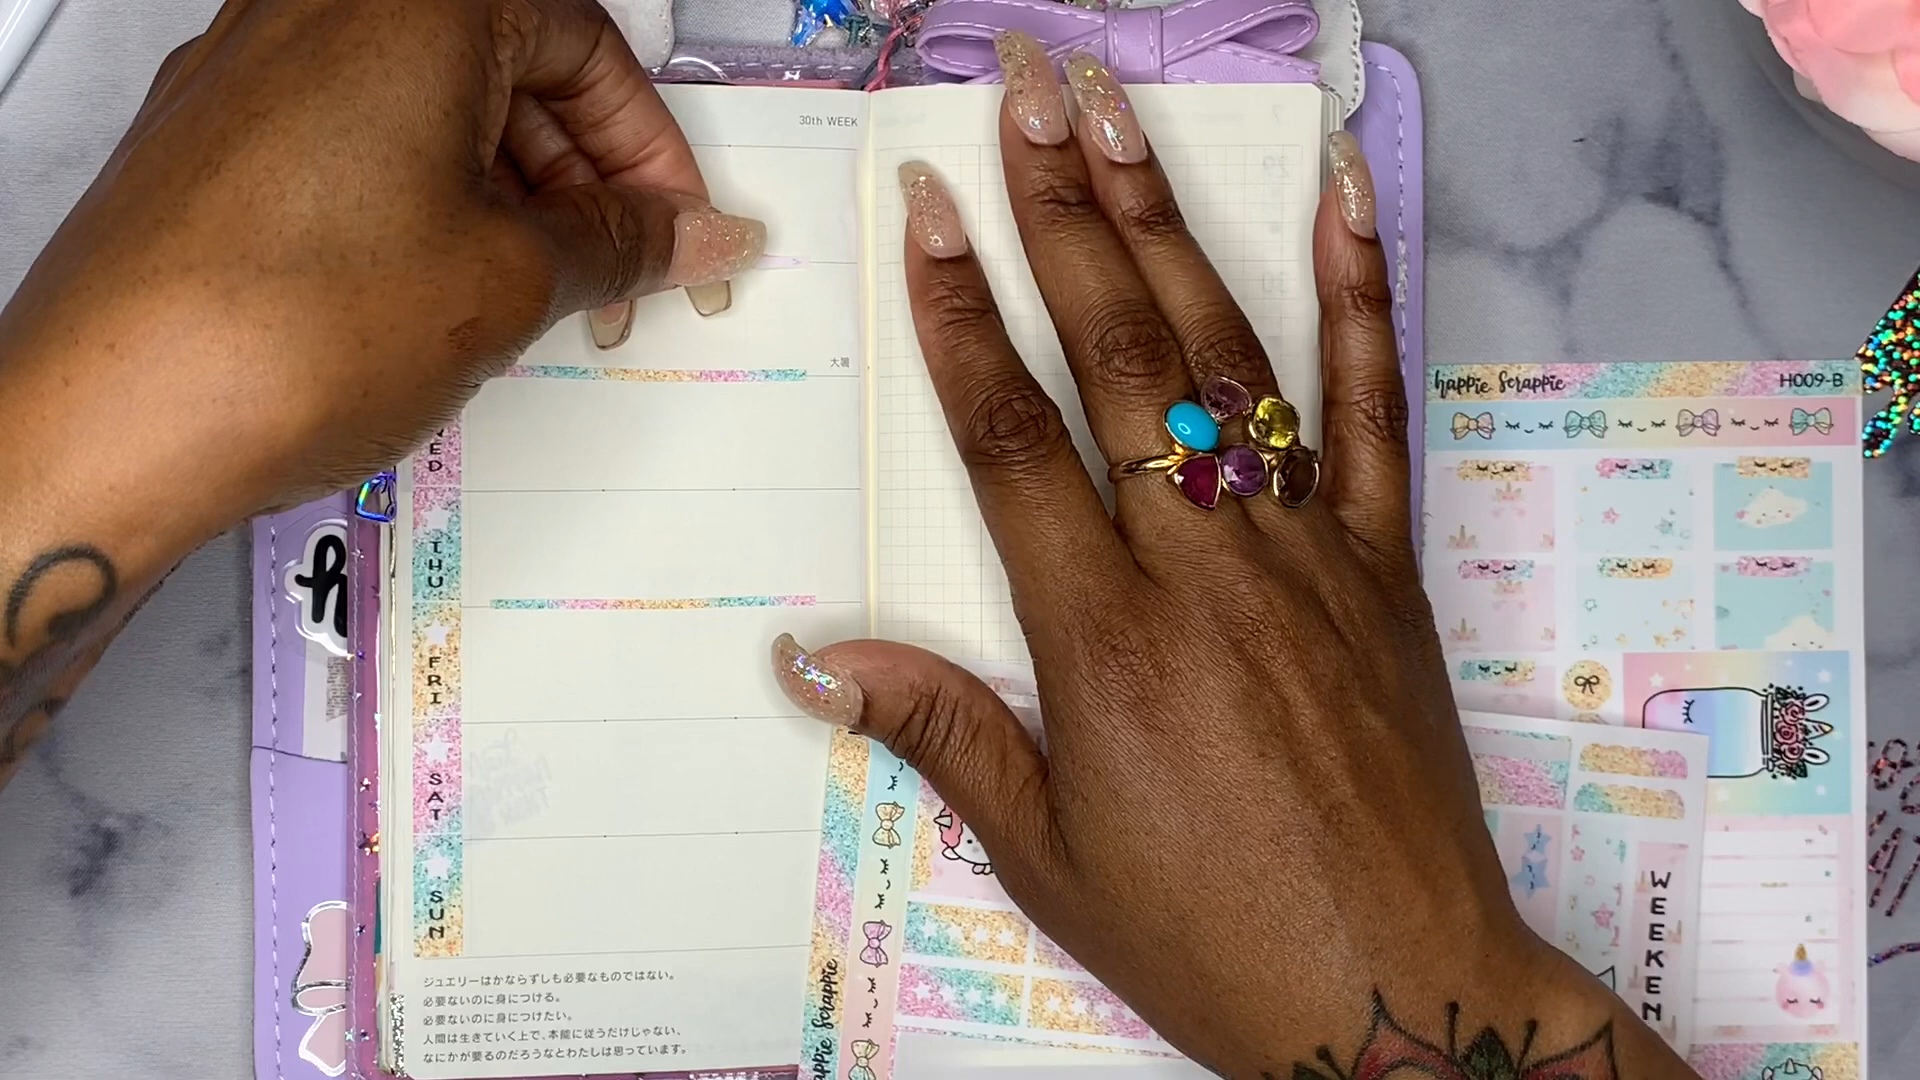 30th WEEK
大暑
ED
THU
FRI
SAT
SUN
ジュエリーはかならずしも必要なものではない。
必要ないのに身につける。
必要ないのに身につけたい。
人間は生きていく上で、本能に従うだけじゃない、
なにかが要るのだろうなとわたしは思っています。
h
happie Scrappie
H009-B
WEEKEN
appie Scrappie